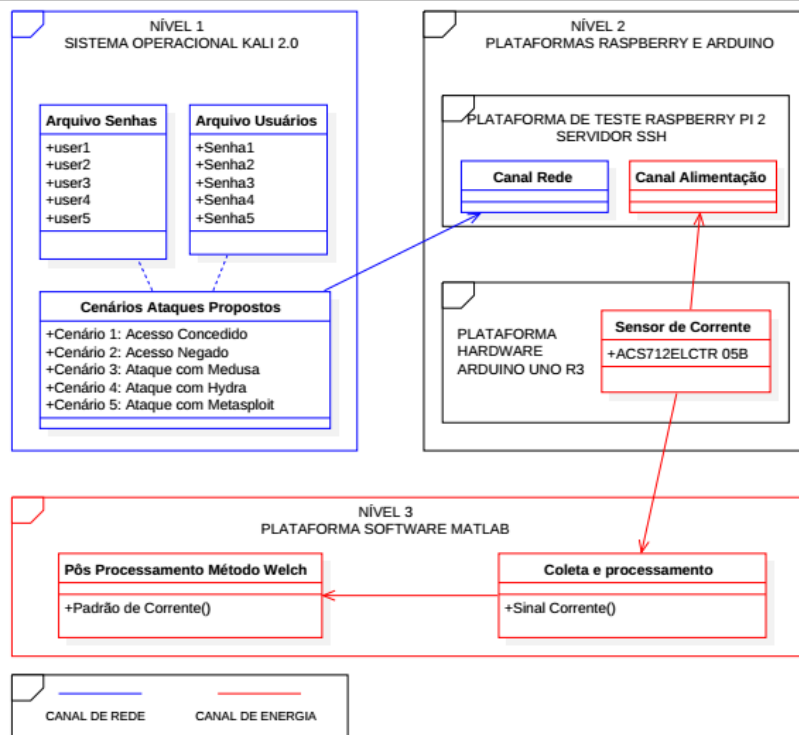 NÍVEL 1
SISTEMA OPERACIONAL KALI 2.0
Arquivo Senhas
+user1
+user2
+user3
+user4
+user5
Arquivo Usuários
+Senha1
+Senha2
+Senha3
+Senha4
+Senha5
Cenários Ataques Propostos
+Cenário 1: Acesso Concedido
+Cenário 2: Acesso Negado
+Cenário 3: Ataque com Medusa
+Cenário 4: Ataque com Hydra
+Cenário 5: Ataque com Metasploit
NÍVEL 2
PLATAFORMAS RASPBERRY E ARDUINO
PLATAFORMA DE TESTE RASPBERRY PI 2
SERVIDOR SSH
Canal Rede
Canal Alimentação
PLATAFORMA
HARDWARE
ARDUINO UNO R3
Sensor de Corrente
+ACS712ELCTR 05B
NÍVEL 3
PLATAFORMA SOFTWARE MATLAB
Pôs Processamento Método Welch
+Padrão de Corrente()
Coleta e processamento
+Sinal Corrente()
CANAL DE REDE
CANAL DE ENERGIA